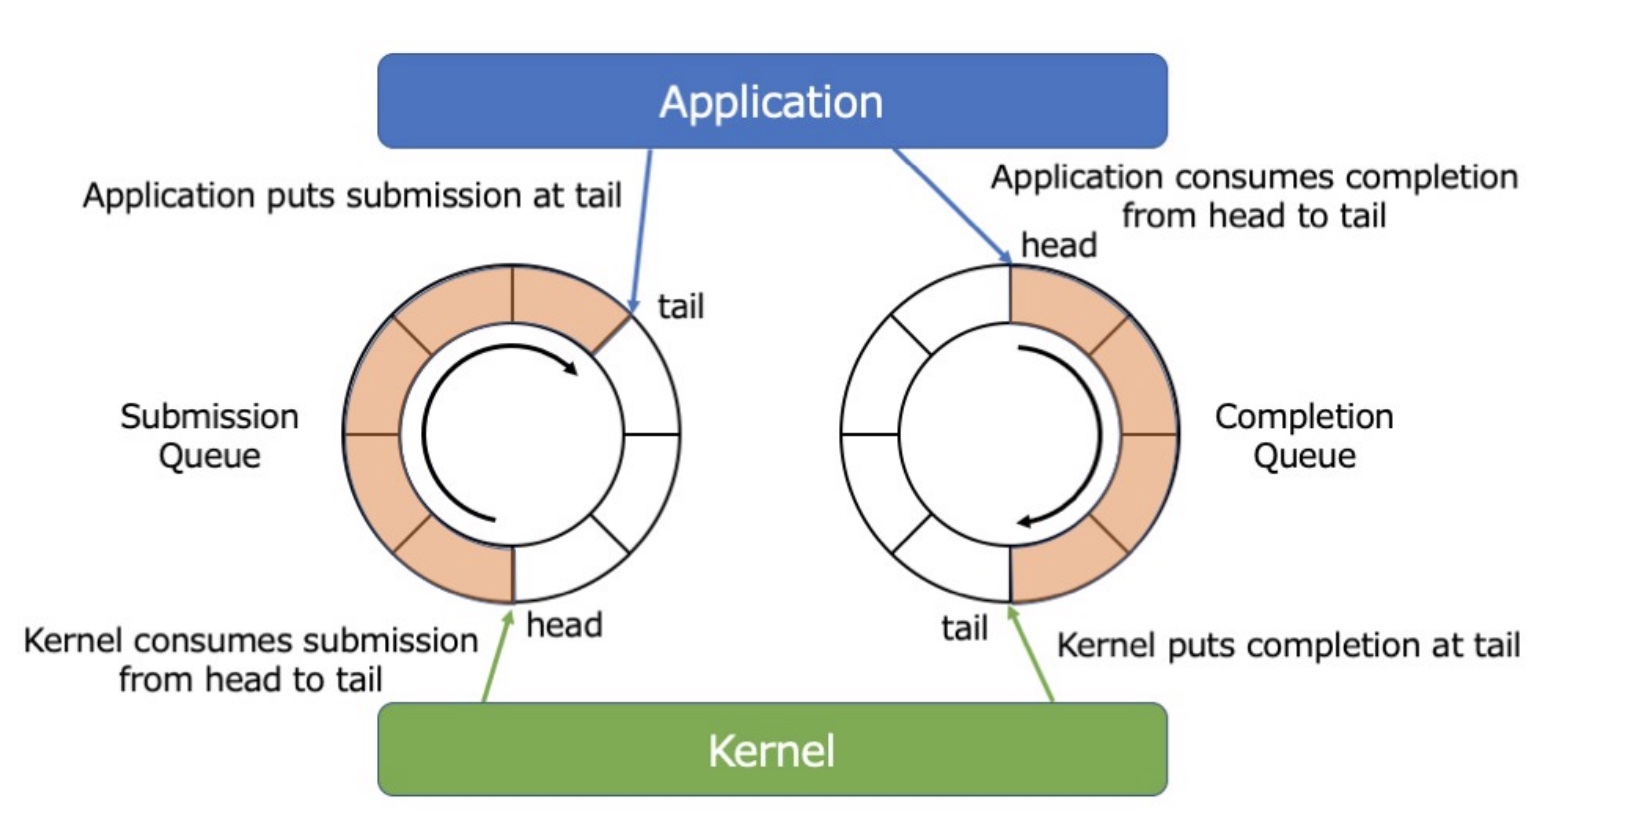 Application
Application puts submission at tail
Application consumes completion
from head to tail
head
tail
Submission
Queue
Completion
Queue
head
tail
Kernel consumes submission
from head to tail
Kernel puts completion at tail
Kernel